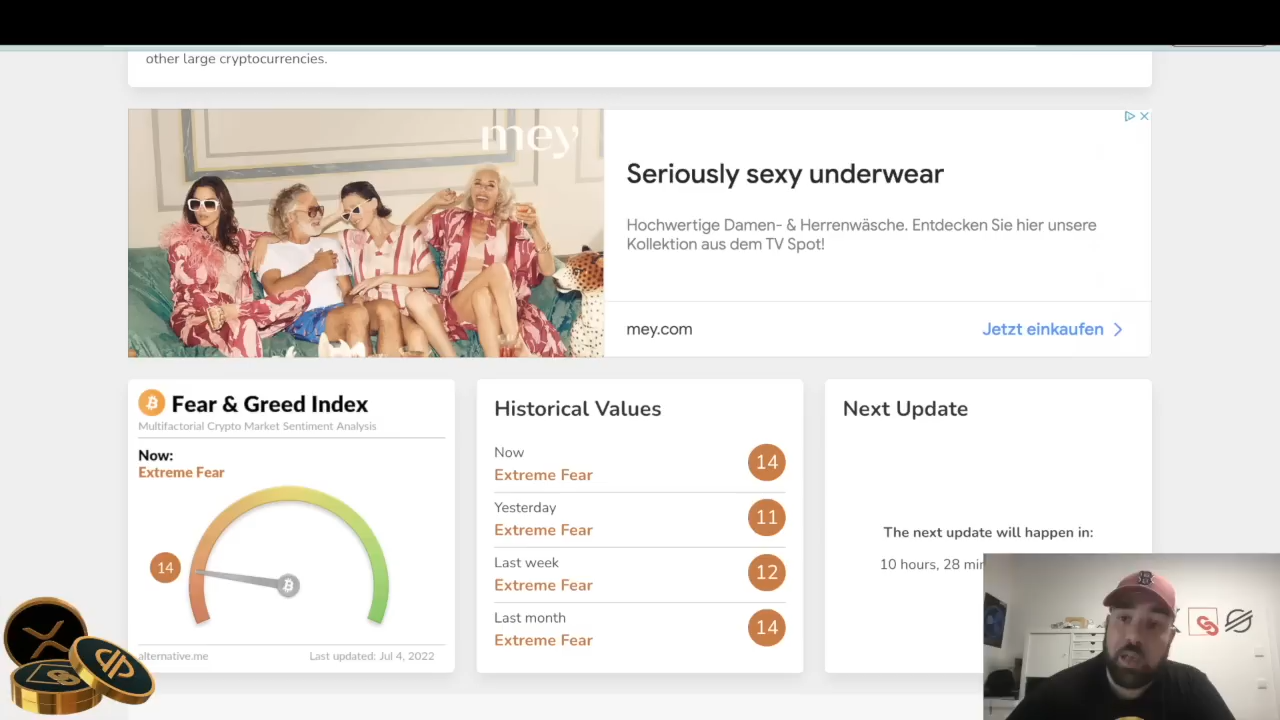 other large cryptocurrencies.
mey
Seriously sexy underwear
Hochwertige Damen- & Herrenwäsche. Entdecken Sie hier unsere
Kollektion aus dem TV Spot!
mey.com
Jetzt einkaufen
Fear & Greed Index
Multifactorial Crypto Market Sentiment Analysis
Now:
Extreme Fear
14
alternative.me
Last updated: Jul 4, 2022
Historical Values
Now
Extreme Fear
14
Yesterday
Extreme Fear
11
Last week
Extreme Fear
12
Last month
Extreme Fear
14
Next Update
The next update will happen in:
10 hours, 28